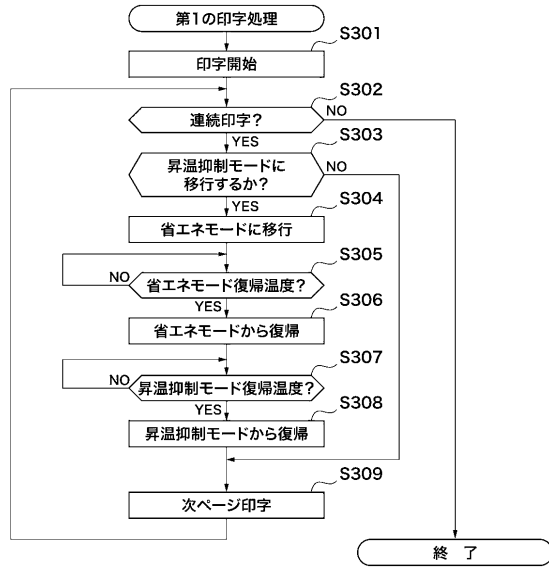 第1の印字処理
S301
印字開始
S302
連続印字？
NO
YES
S303
昇温抑制モードに
移行するか？
NO
YES
S304
省エネモードに移行
S305
省エネモード復帰温度？
NO
YES
S306
省エネモードから復帰
S307
昇温抑制モード復帰温度？
NO
YES
S308
昇温抑制モードから復帰
S309
次ページ印字
終　了